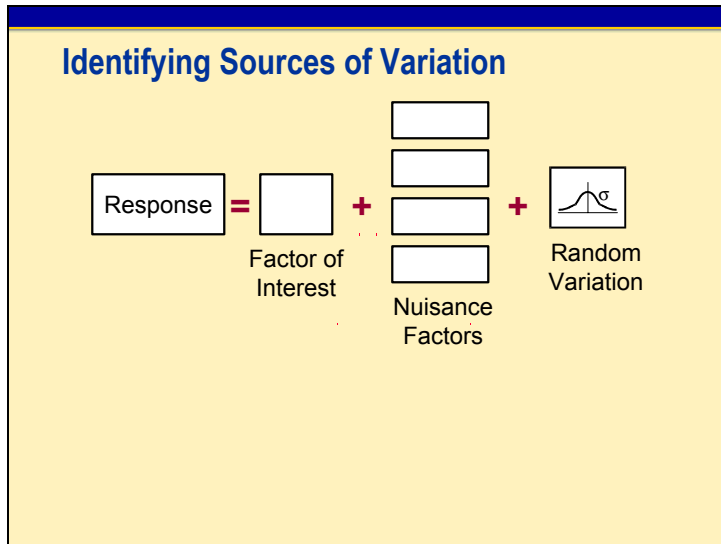 Identifying Sources of Variation
Response = + +
σ
Factor of
Interest
Nuisance
Factors
Random
Variation